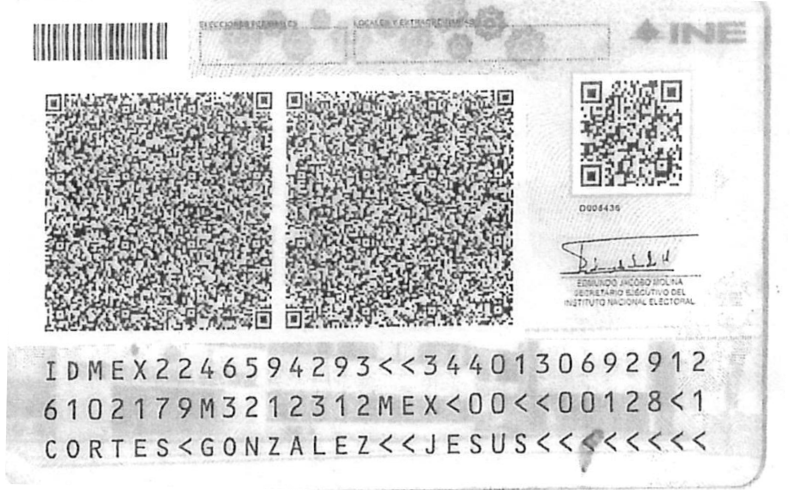 ELECCIONES FEDERALES
LOCALES Y EXTRAORDINARIAS
INE
D008436
EDMUNDO JACOBO MOLINA
SECRETARIO EJECUTIVO DEL
INSTITUTO NACIONAL ELECTORAL
IDMEX2246594293<<3440130692912
6102179M3212312MEX<00<<00128<1
CORTES<GONZALEZ<<JESUS<<<<<<<<